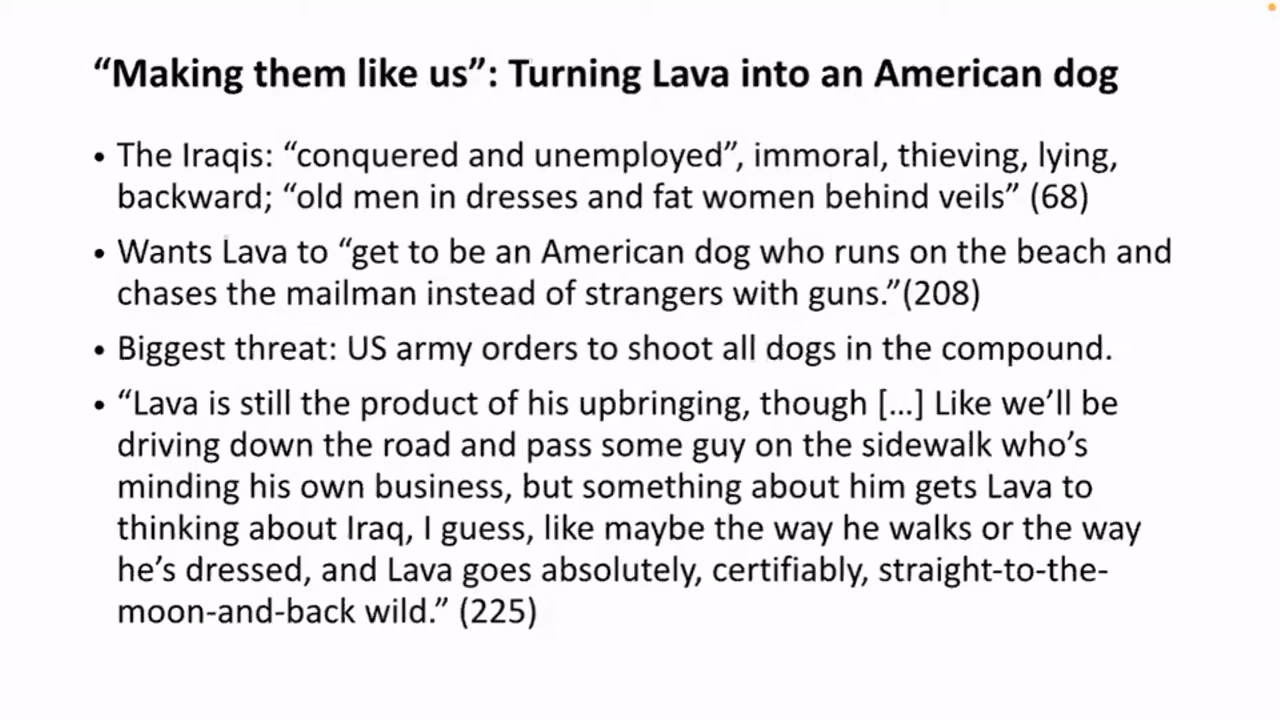 “Making them like us”: Turning Lava into an American dog
• The Iraqis: “conquered and unemployed”, immoral, thieving, lying,
backward; “old men in dresses and fat women behind veils” (68)
• Wants Lava to “get to be an American dog who runs on the beach and
chases the mailman instead of strangers with guns.”(208)
• Biggest threat: US army orders to shoot all dogs in the compound.
• “Lava is still the product of his upbringing, though […] Like we’ll be
driving down the road and pass some guy on the sidewalk who’s
minding his own business, but something about him gets Lava to
thinking about Iraq, I guess, like maybe the way he walks or the way
he’s dressed, and Lava goes absolutely, certifiably, straight-to-the-
moon-and-back wild.” (225)